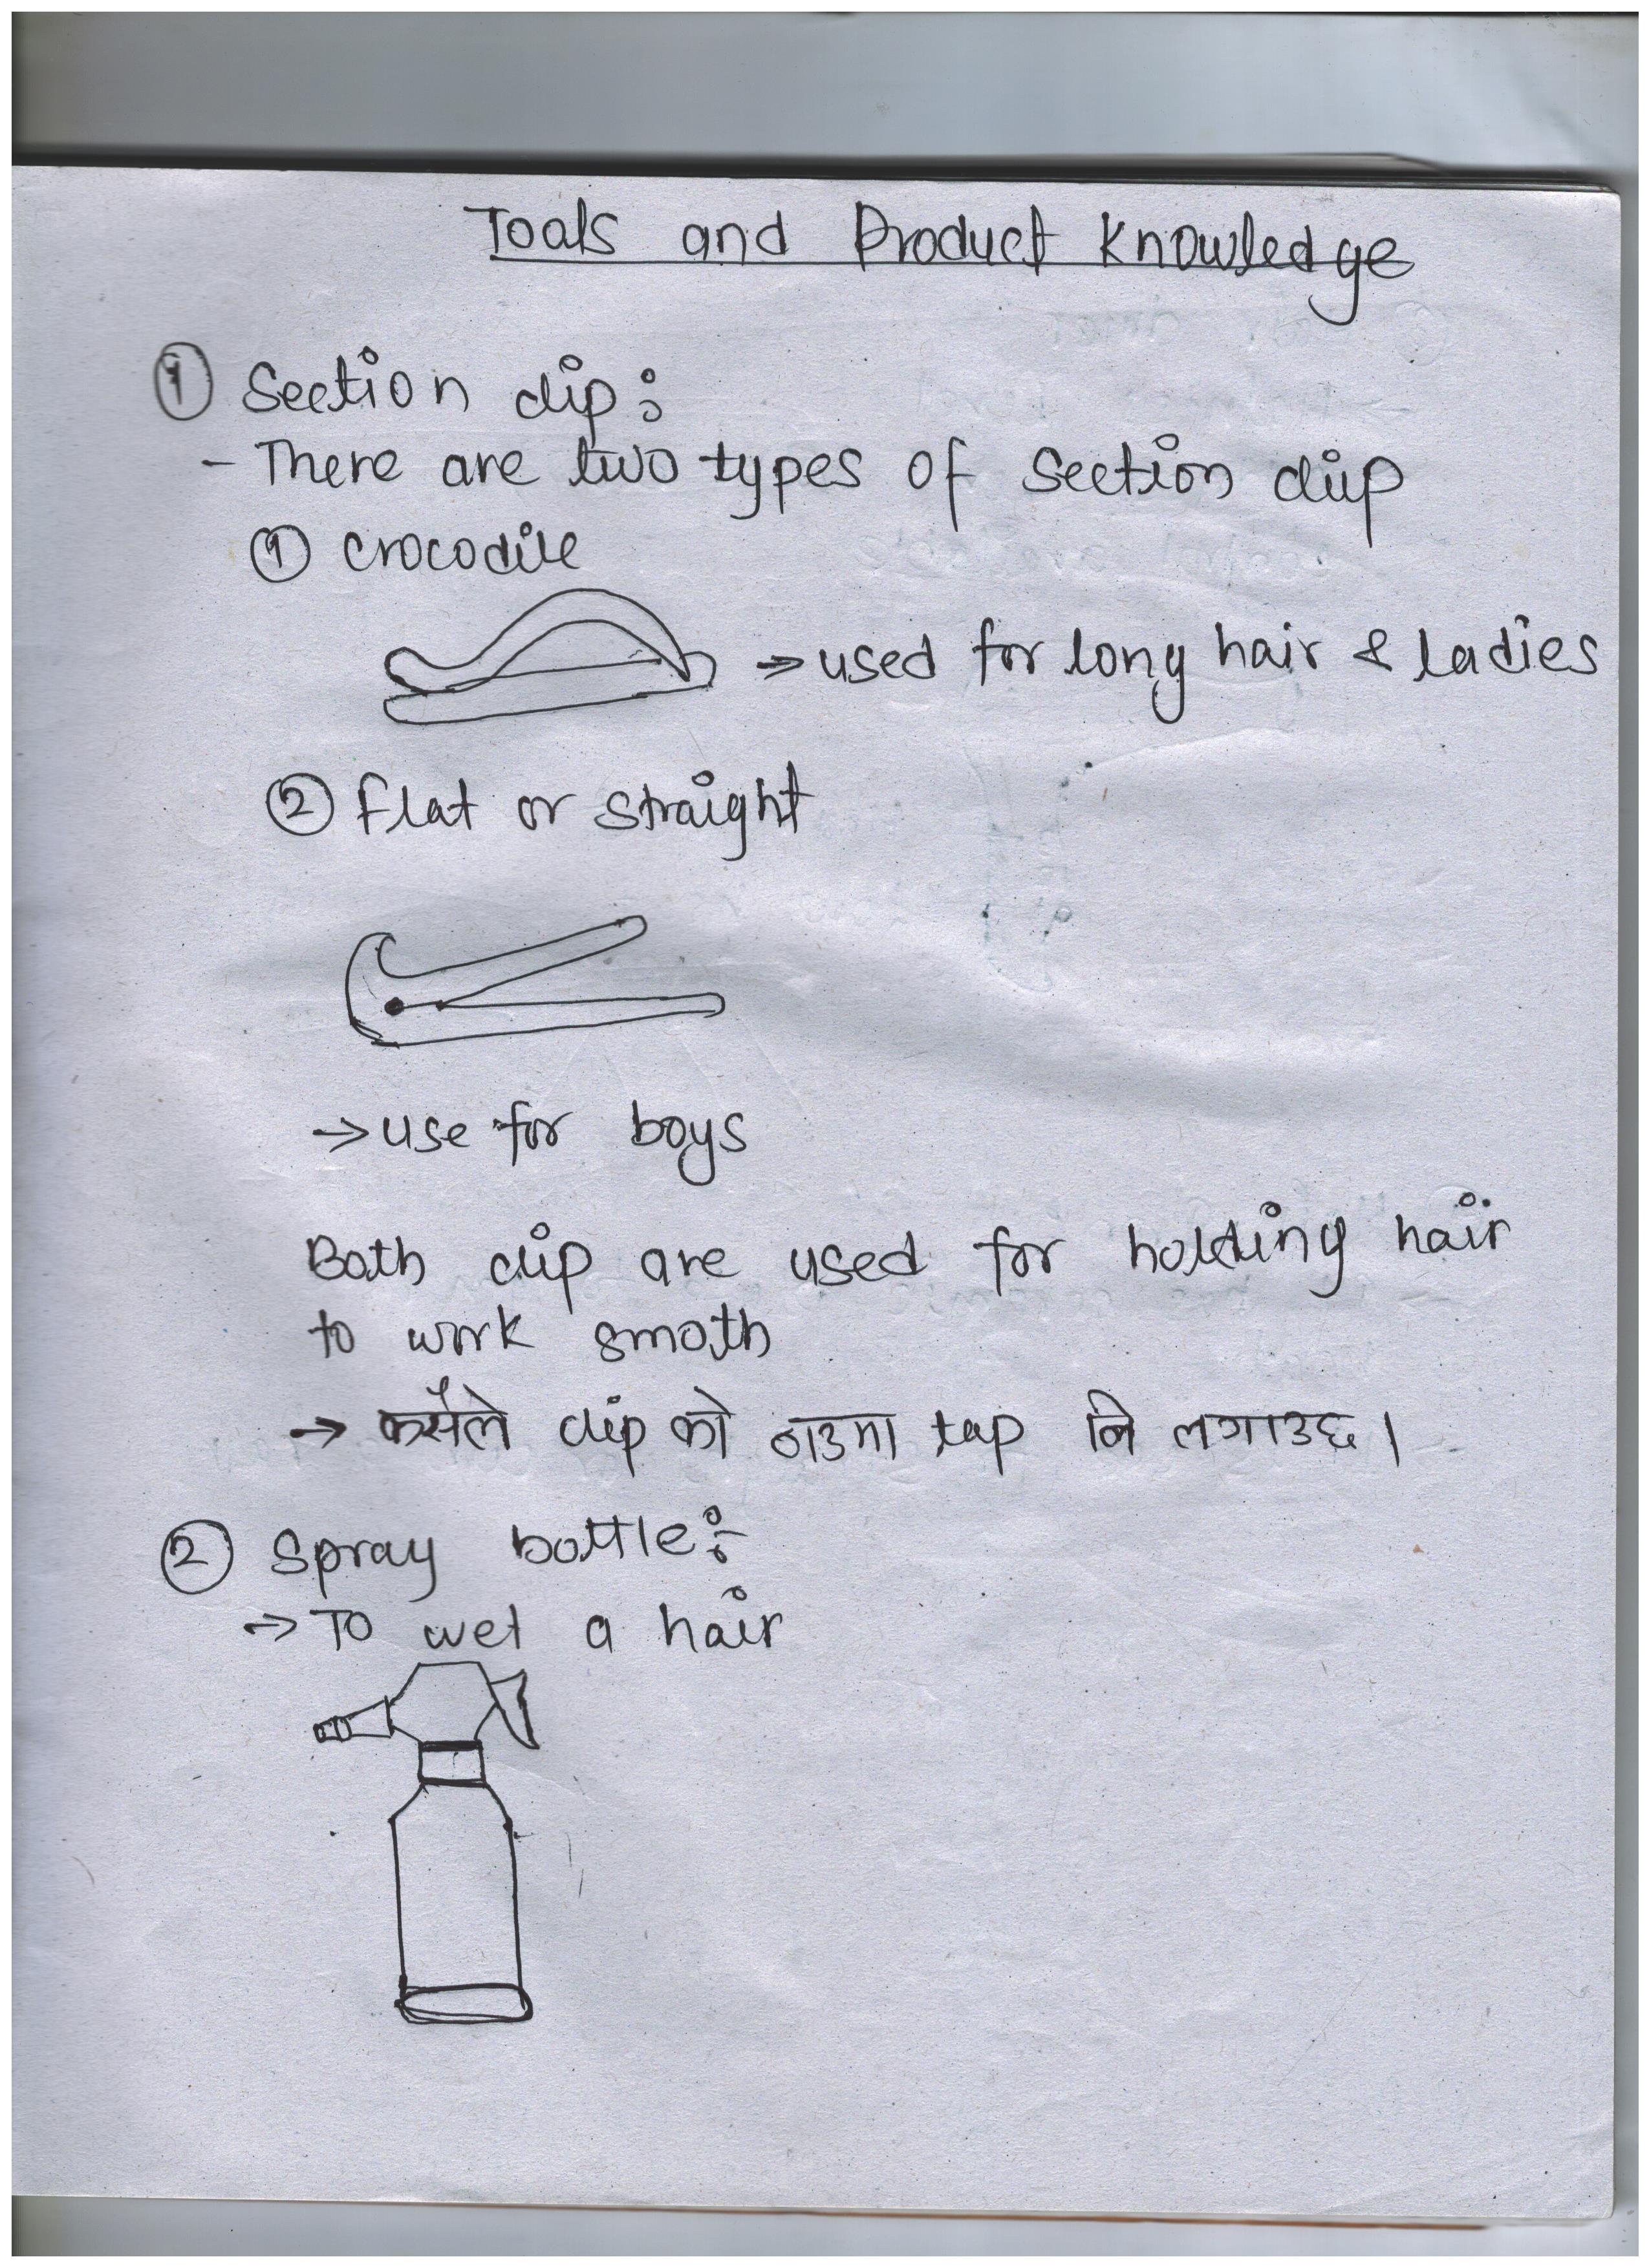 Toals and Product Knowledge
① Section clip:
- There are two types of Section clip
① Crocodile
→ used for long hair & ladies
② flat or straight
→ use for boys
Both clip are used for holding hair
to work smoth
→ कसैले clip को ठाउमा tap नि लगाउछ।
② Spray bottle:-
→ To wet a hair